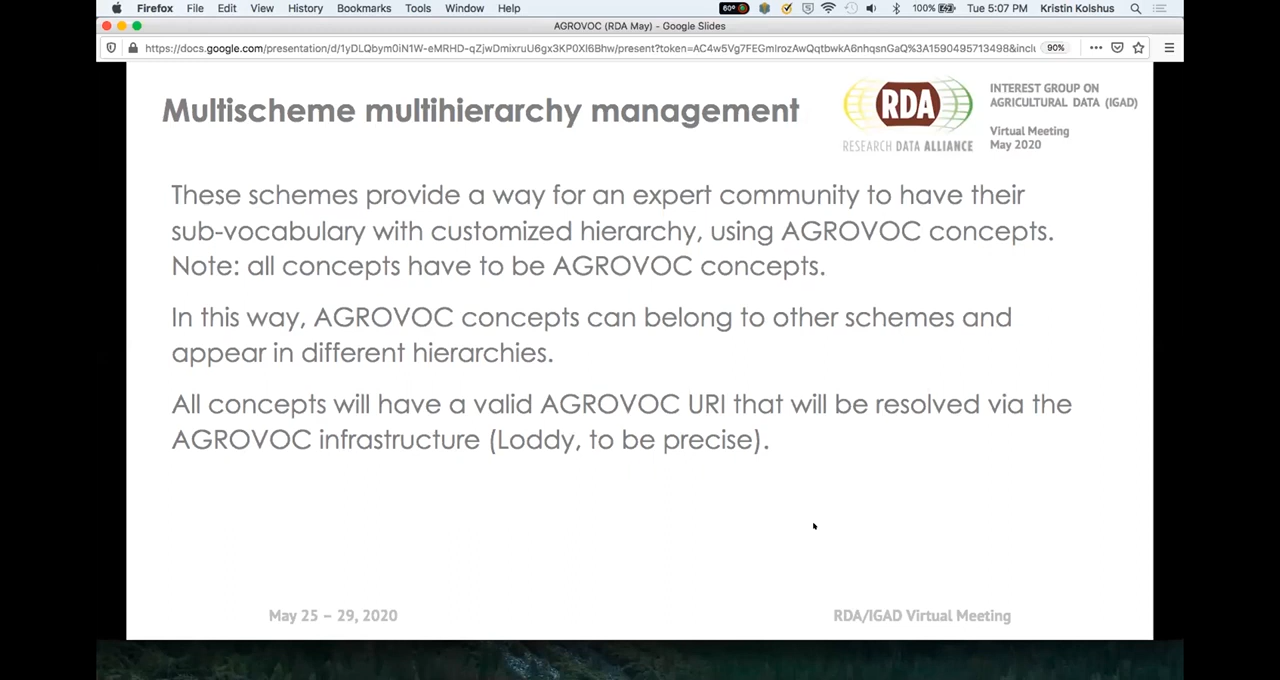 Firefox File Edit View History Bookmarks Tools Window Help 60° 100% Tue 5:07 PM Kristin Kolshus
AGROVOC (RDA May) - Google Slides
90%
Multischeme multihierarchy management
RDA
RESEARCH DATA ALLIANCE
INTEREST GROUP ON
AGRICULTURAL DATA (IGAD)
Virtual Meeting
May 2020
These schemes provide a way for an expert community to have their
sub-vocabulary with customized hierarchy, using AGROVOC concepts.
Note: all concepts have to be AGROVOC concepts.
In this way, AGROVOC concepts can belong to other schemes and
appear in different hierarchies.
All concepts will have a valid AGROVOC URI that will be resolved via the
AGROVOC infrastructure (Loddy, to be precise).
May 25 – 29, 2020
RDA/IGAD Virtual Meeting